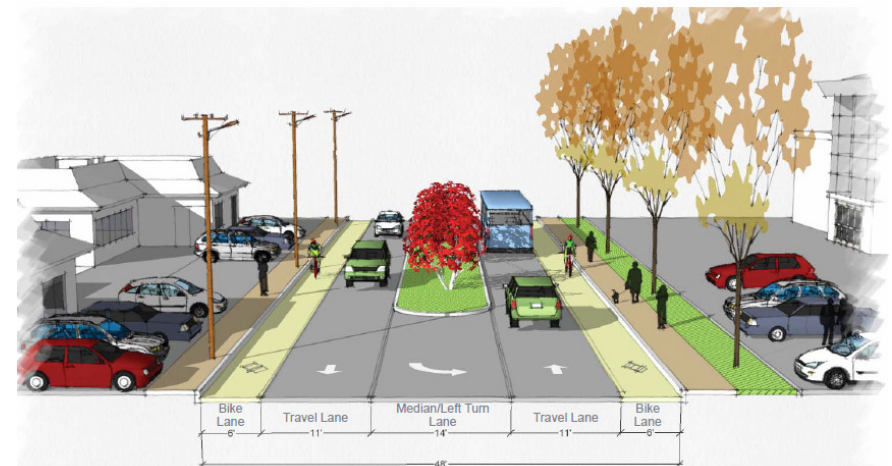 Bike
Lane
Travel Lane
Median/Left Turn
Lane
Travel Lane
Bike
Lane
6'
11'
14'
11'
6'
48'